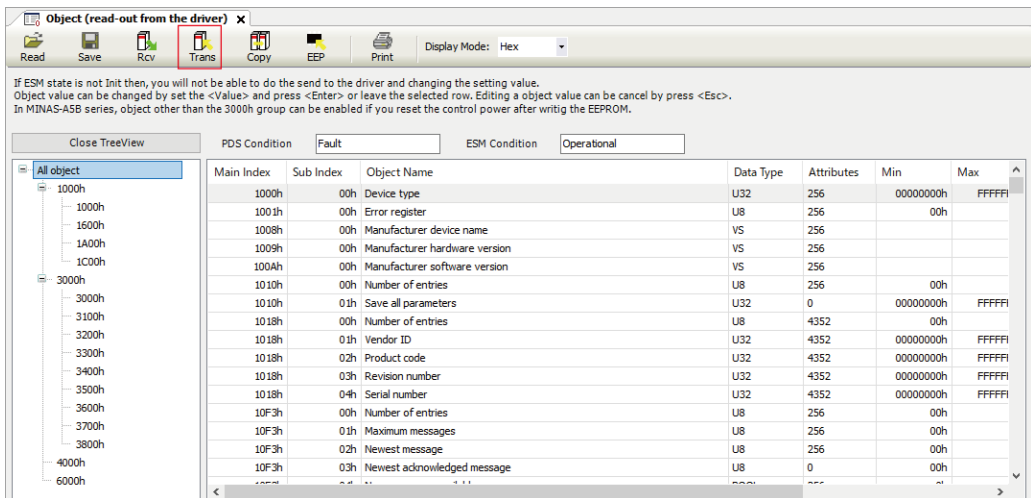 Object (read-out from the driver) x
Read Save Rcv Trans Copy EEP Print Display Mode: Hex
If ESM state is not Init then, you will not be able to do the send to the driver and changing the setting value.
Object value can be changed by set the <Value> and press <Enter> or leave the selected row. Editing a object value can be cancel by press <Esc>.
In MINAS-A5B series, object other than the 3000h group can be enabled if you reset the control power after writig the EEPROM.
Close TreeView PDS Condition Fault ESM Condition Operational
All object
1000h
1000h
1600h
1A00h
1C00h
3000h
3000h
3100h
3200h
3300h
3400h
3500h
3600h
3700h
3800h
4000h
6000h
Main Index Sub Index Object Name Data Type Attributes Min Max
1000h 00h Device type U32 256 00000000h FFFFF
1001h 00h Error register U8 256 00h
1008h 00h Manufacturer device name VS 256
1009h 00h Manufacturer hardware version VS 256
100Ah 00h Manufacturer software version VS 256
1010h 00h Number of entries U8 256 00h
1010h 01h Save all parameters U32 0 00000000h FFFFF
1018h 00h Number of entries U8 4352 00h
1018h 01h Vendor ID U32 4352 00000000h FFFFF
1018h 02h Product code U32 4352 00000000h FFFFF
1018h 03h Revision number U32 4352 00000000h FFFFF
1018h 04h Serial number U32 4352 00000000h FFFFF
10F3h 00h Number of entries U8 256 00h
10F3h 01h Maximum messages U8 256 00h
10F3h 02h Newest message U8 256 00h
10F3h 03h Newest acknowledged message U8 0 00h